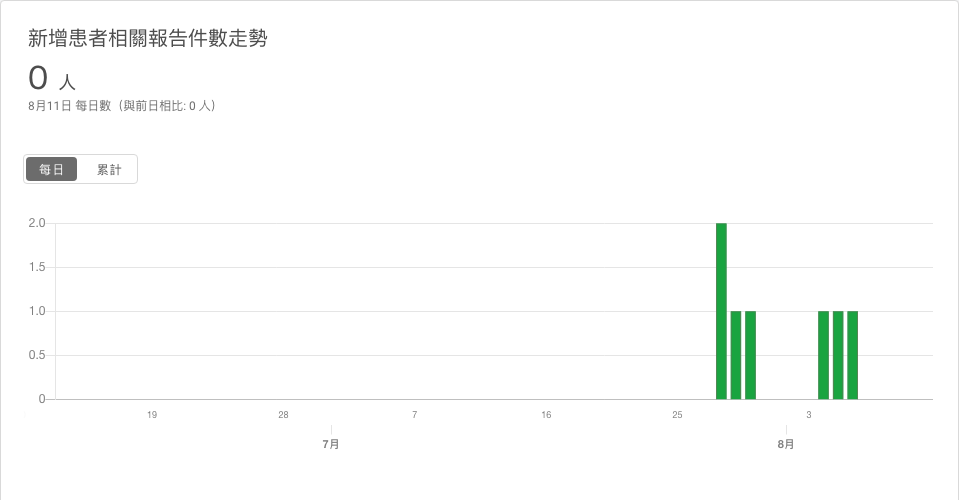 新增患者相關報告件數走勢
0 人
8月11日 每日數（與前日相比: 0 人）
每日 累計
2.0
1.5
1.0
0.5
0
19 28 7 16 25 3
7月 8月